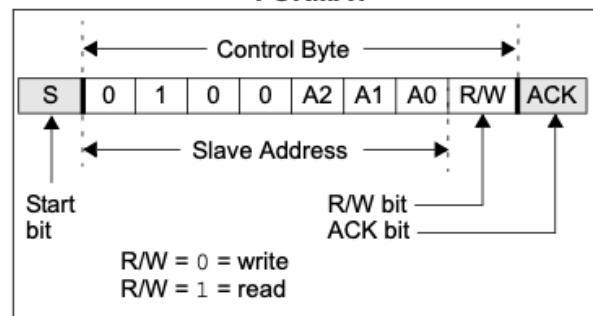 Control Byte
S 0 1 0 0 A2 A1 A0 R/W ACK
Slave Address
Start
bit
R/W bit
ACK bit
R/W = 0 = write
R/W = 1 = read